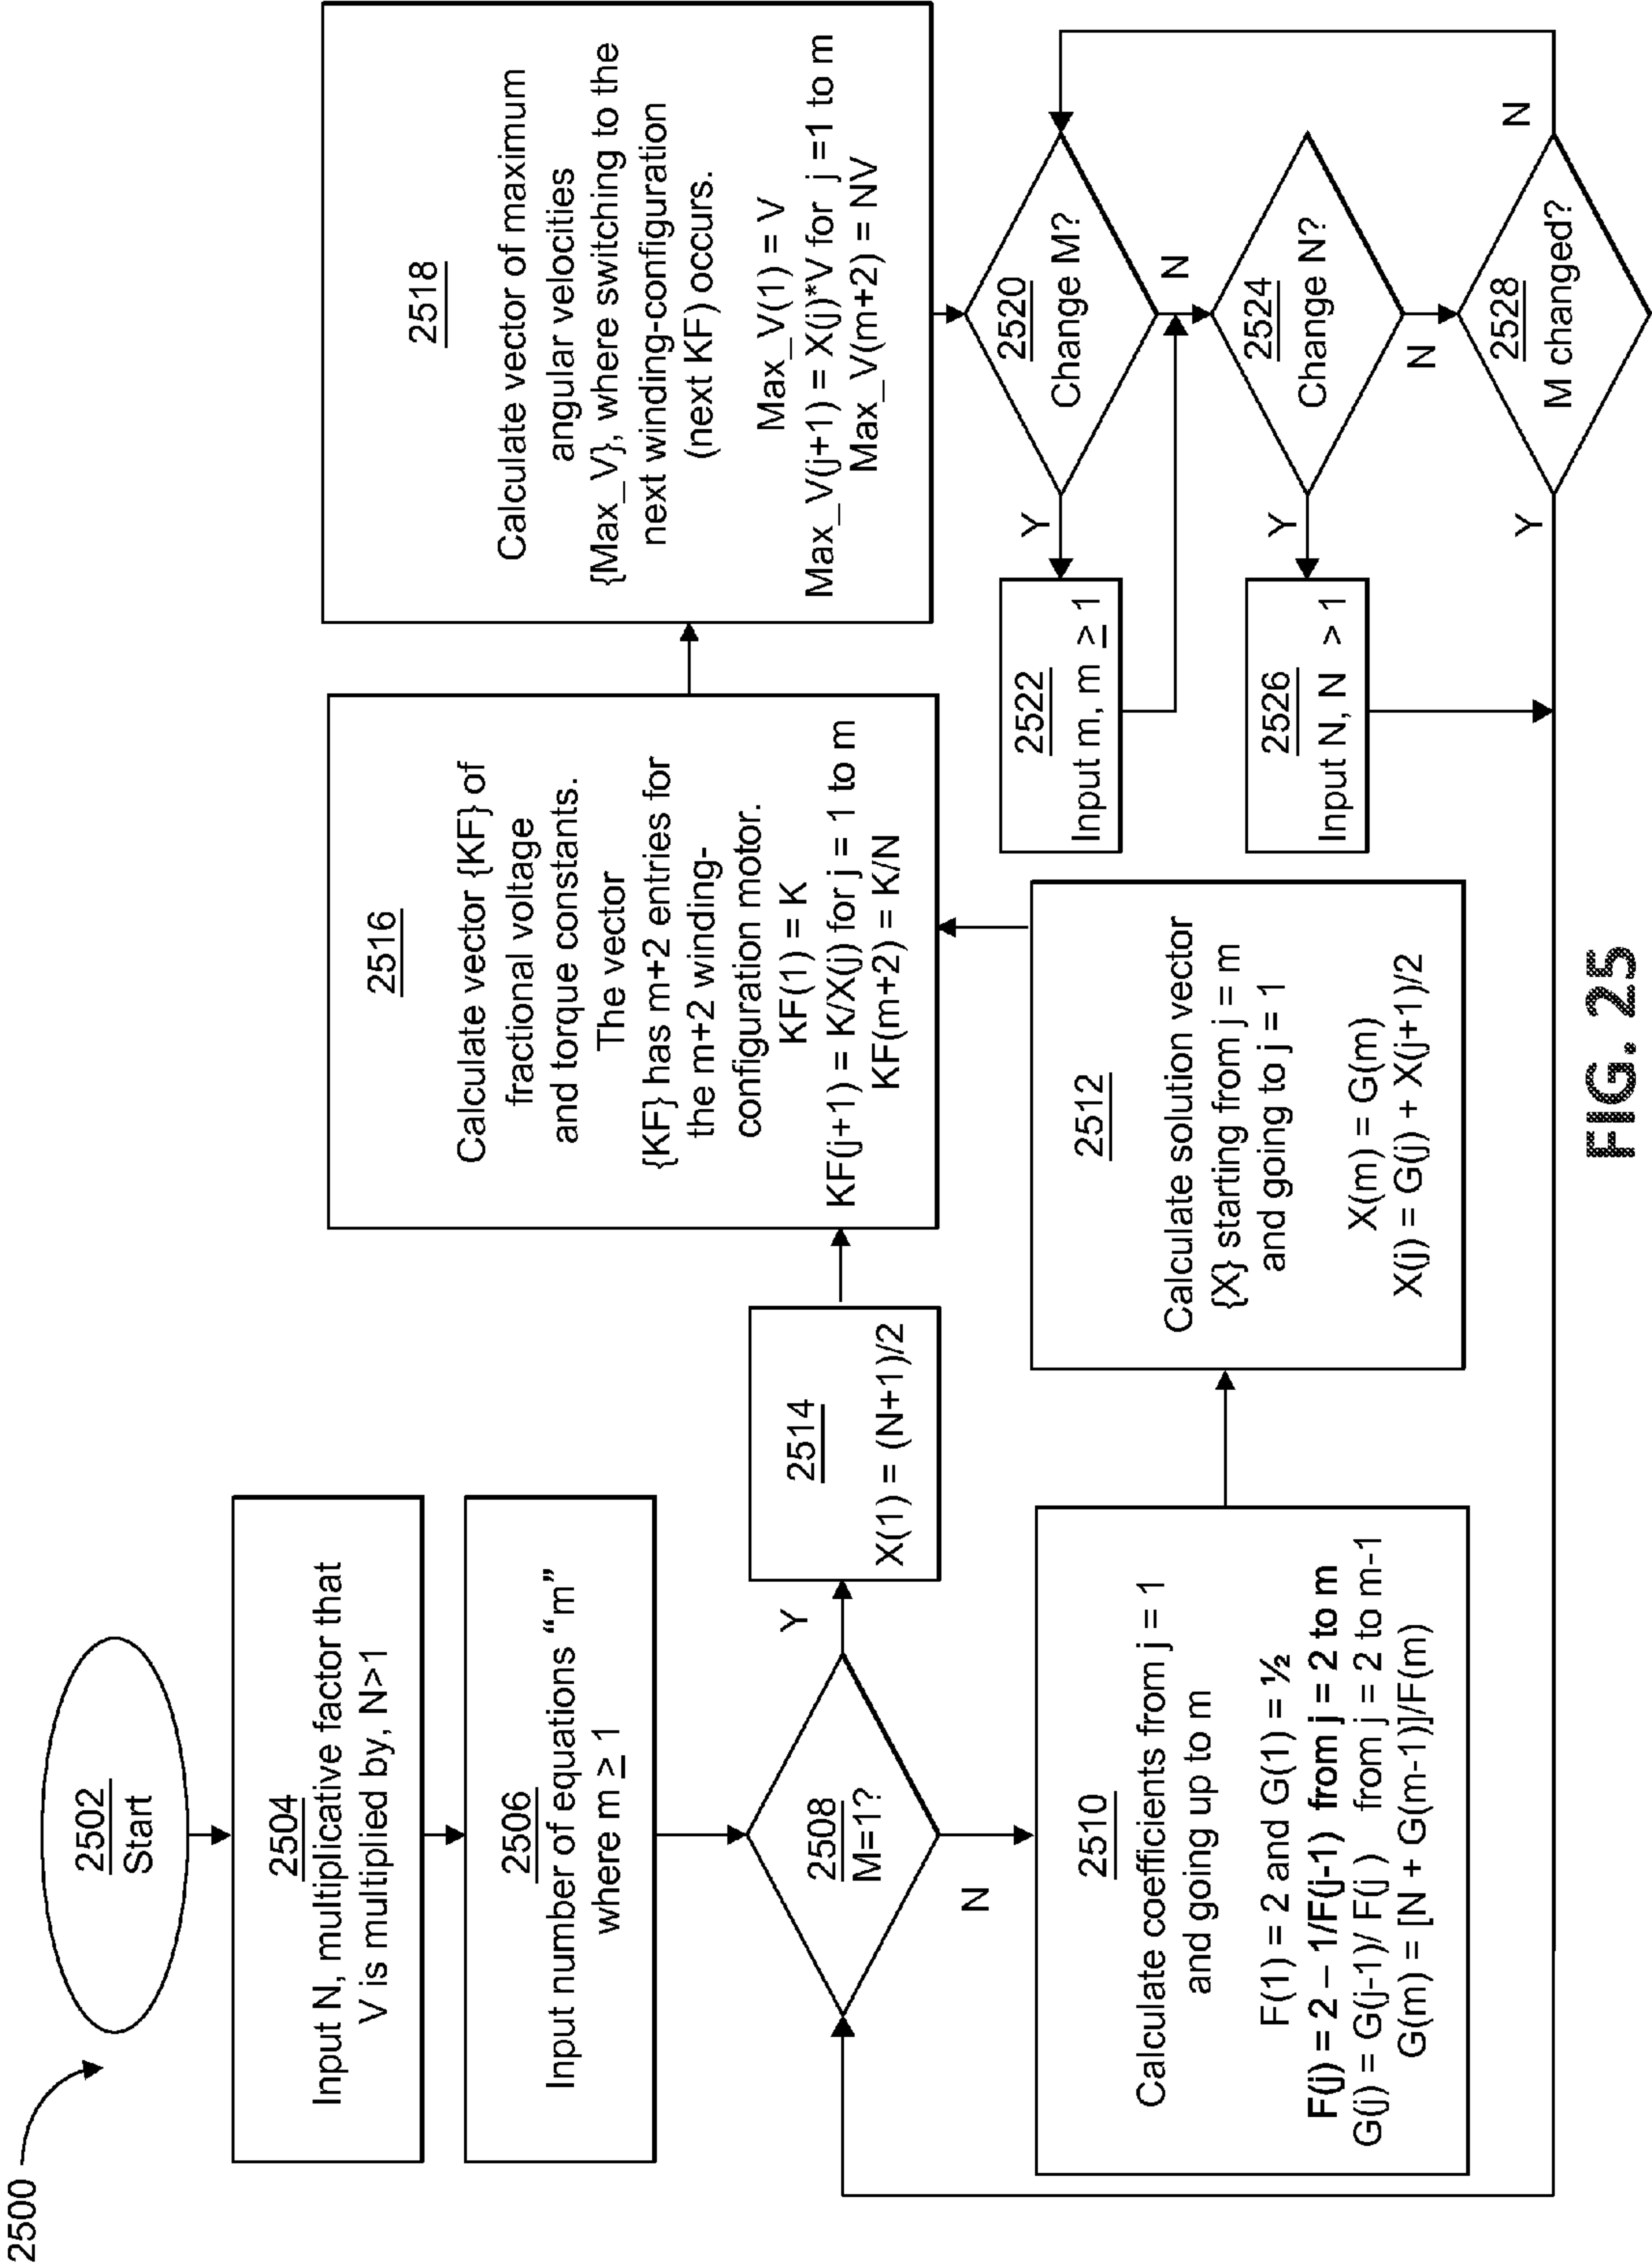 2500
2502
Start
2504
Input N, multiplicative factor that
V is multiplied by, N>1
2506
Input number of equations “m”
where m ≥ 1
2508
M=1?
Y
N
2510
Calculate coefficients from j = 1
and going up to m
F(1) = 2 and G(1) = ½
F(j) = 2 – 1/F(j-1) from j = 2 to m
G(j) = G(j-1)/ F(j ) from j = 2 to m-1
G(m) = [N + G(m-1)]/F(m)
2514
X(1) = (N+1)/2
2512
Calculate solution vector
{X} starting from j = m
and going to j = 1
X(m) = G(m)
X(j) = G(j) + X(j+1)/2
2516
Calculate vector {KF} of
fractional voltage
and torque constants.
The vector
{KF} has m+2 entries for
the m+2 winding-
configuration motor.
KF(1) = K
KF(j+1) = K/X(j) for j = 1 to m
KF(m+2) = K/N
2518
Calculate vector of maximum
angular velocities
{Max_V}, where switching to the
next winding-configuration
(next KF) occurs.
Max_V(1) = V
Max_V(j+1) = X(j)*V for j =1 to m
Max_V(m+2) = NV
2520
Change M?
Y
N
2522
Input m, m ≥ 1
2524
Change N?
Y
N
2526
Input N, N > 1
2528
M changed?
Y
N
FIG. 25